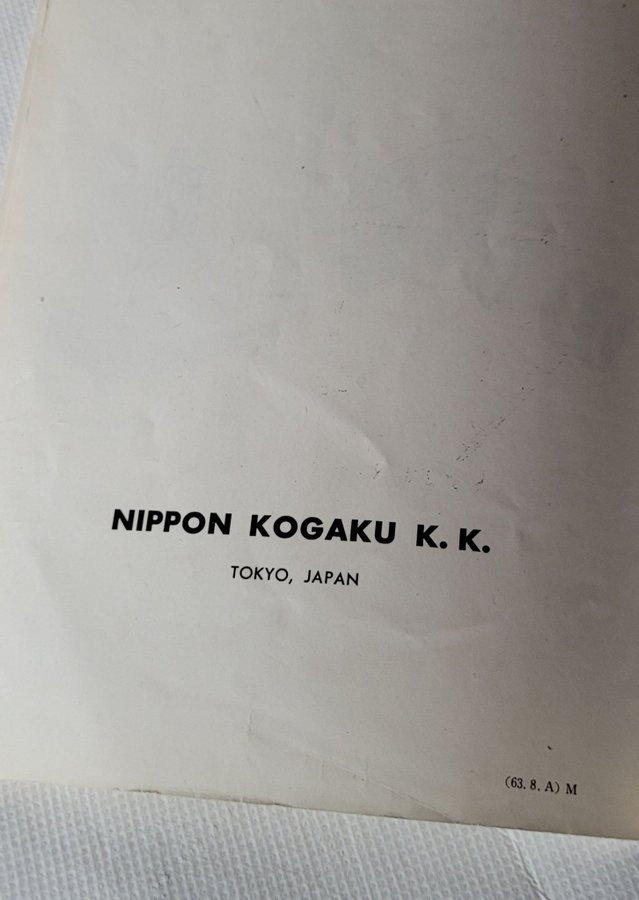 NIPPON KOGAKU K. K.
TOKYO, JAPAN
(63. 8. A) M